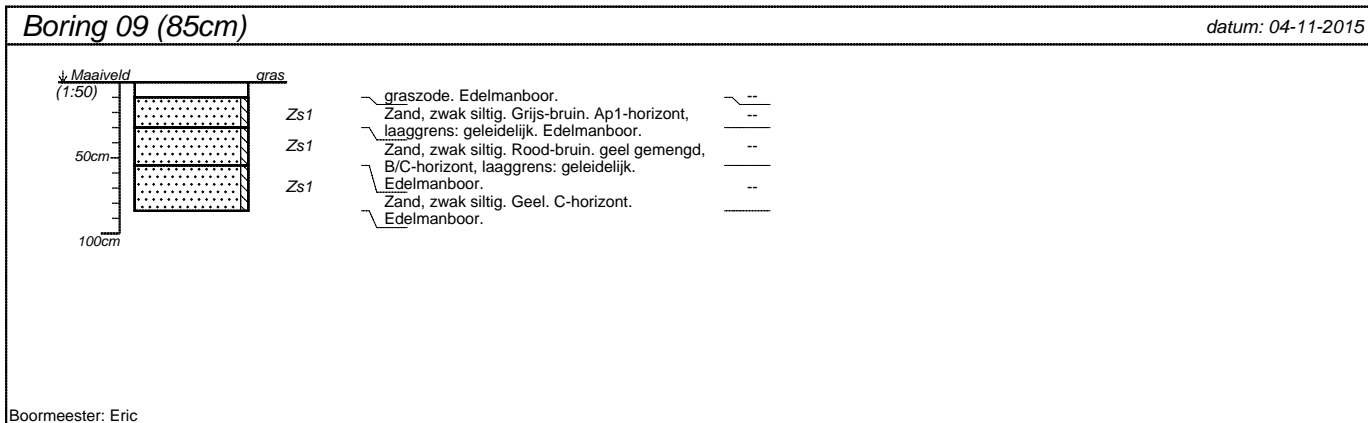 Boring 09 (85cm)
datum: 04-11-2015
Maaiveld
gras
(1:50)
50cm
100cm
Zs1
Zs1
Zs1
graszode. Edelmanboor.
--
Zand, zwak siltig. Grijs-bruin. Ap1-horizont,
--
laaggrens: geleidelijk. Edelmanboor.
Zand, zwak siltig. Rood-bruin. geel gemengd,
--
B/C-horizont, laaggrens: geleidelijk.
Edelmanboor.
--
Zand, zwak siltig. Geel. C-horizont.
Edelmanboor.
Boormeester: Eric